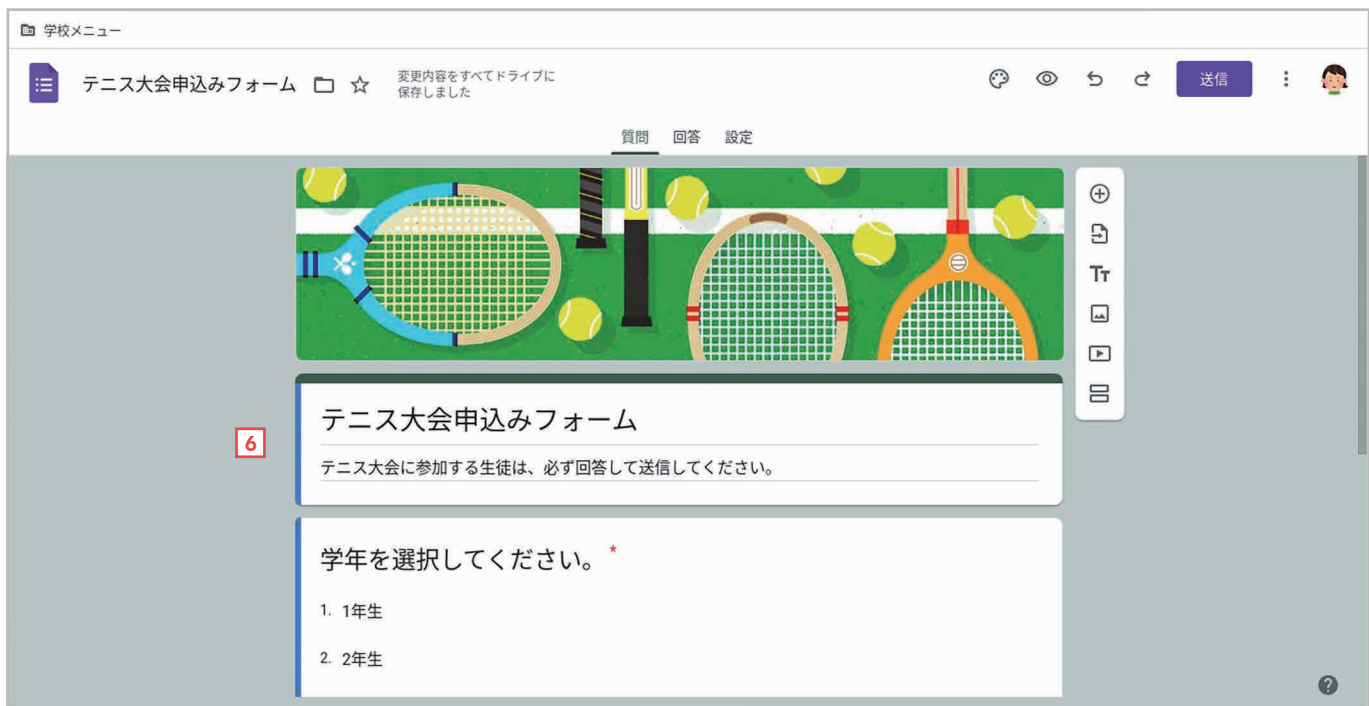 学校メニュー
テニス大会申込みフォーム
変更内容をすべてドライブに
保存しました
送信
質問 回答 設定
Tт
6
テニス大会申込みフォーム
テニス大会に参加する生徒は、必ず回答して送信してください。
学年を選択してください。 *
1. 1年生
2. 2年生